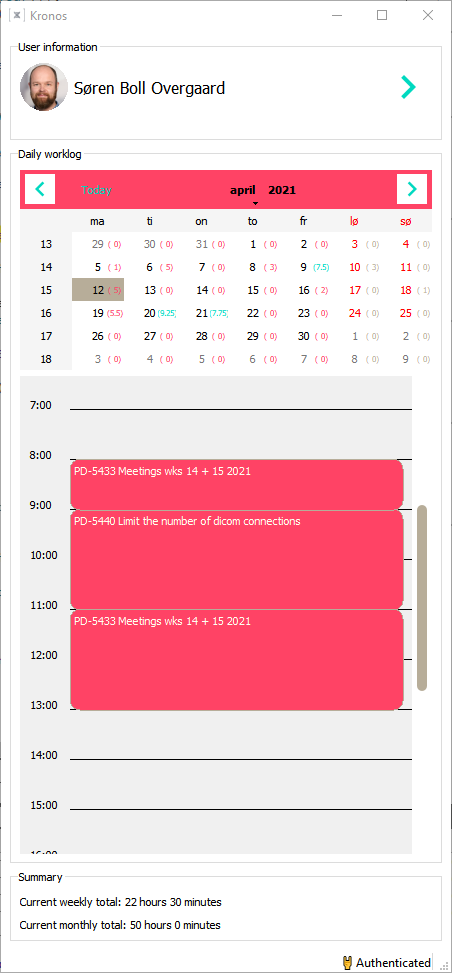 Kronos
User information
Søren Boll Overgaard
Daily worklog
Today april 2021
ma ti on to fr lø sø
13 29 ( 0) 30 ( 0) 31 ( 0) 1 ( 0) 2 ( 0) 3 ( 0) 4 ( 0)
14 5 ( 1) 6 ( 5) 7 ( 0) 8 ( 3) 9 (7.5) 10 ( 3) 11 ( 0)
15 12 ( 5) 13 ( 0) 14 ( 0) 15 ( 0) 16 ( 2) 17 ( 0) 18 ( 1)
16 19 (5.5) 20 (9.25) 21 (7.75) 22 ( 0) 23 ( 0) 24 ( 0) 25 ( 0)
17 26 ( 0) 27 ( 0) 28 ( 0) 29 ( 0) 30 ( 0) 1 ( 0) 2 ( 0)
18 3 ( 0) 4 ( 0) 5 ( 0) 6 ( 0) 7 ( 0) 8 ( 0) 9 ( 0)
7:00
8:00
PD-5433 Meetings wks 14 + 15 2021
9:00
PD-5440 Limit the number of dicom connections
10:00
11:00
PD-5433 Meetings wks 14 + 15 2021
12:00
13:00
14:00
15:00
16:00
Summary
Current weekly total: 22 hours 30 minutes
Current monthly total: 50 hours 0 minutes
Authenticated